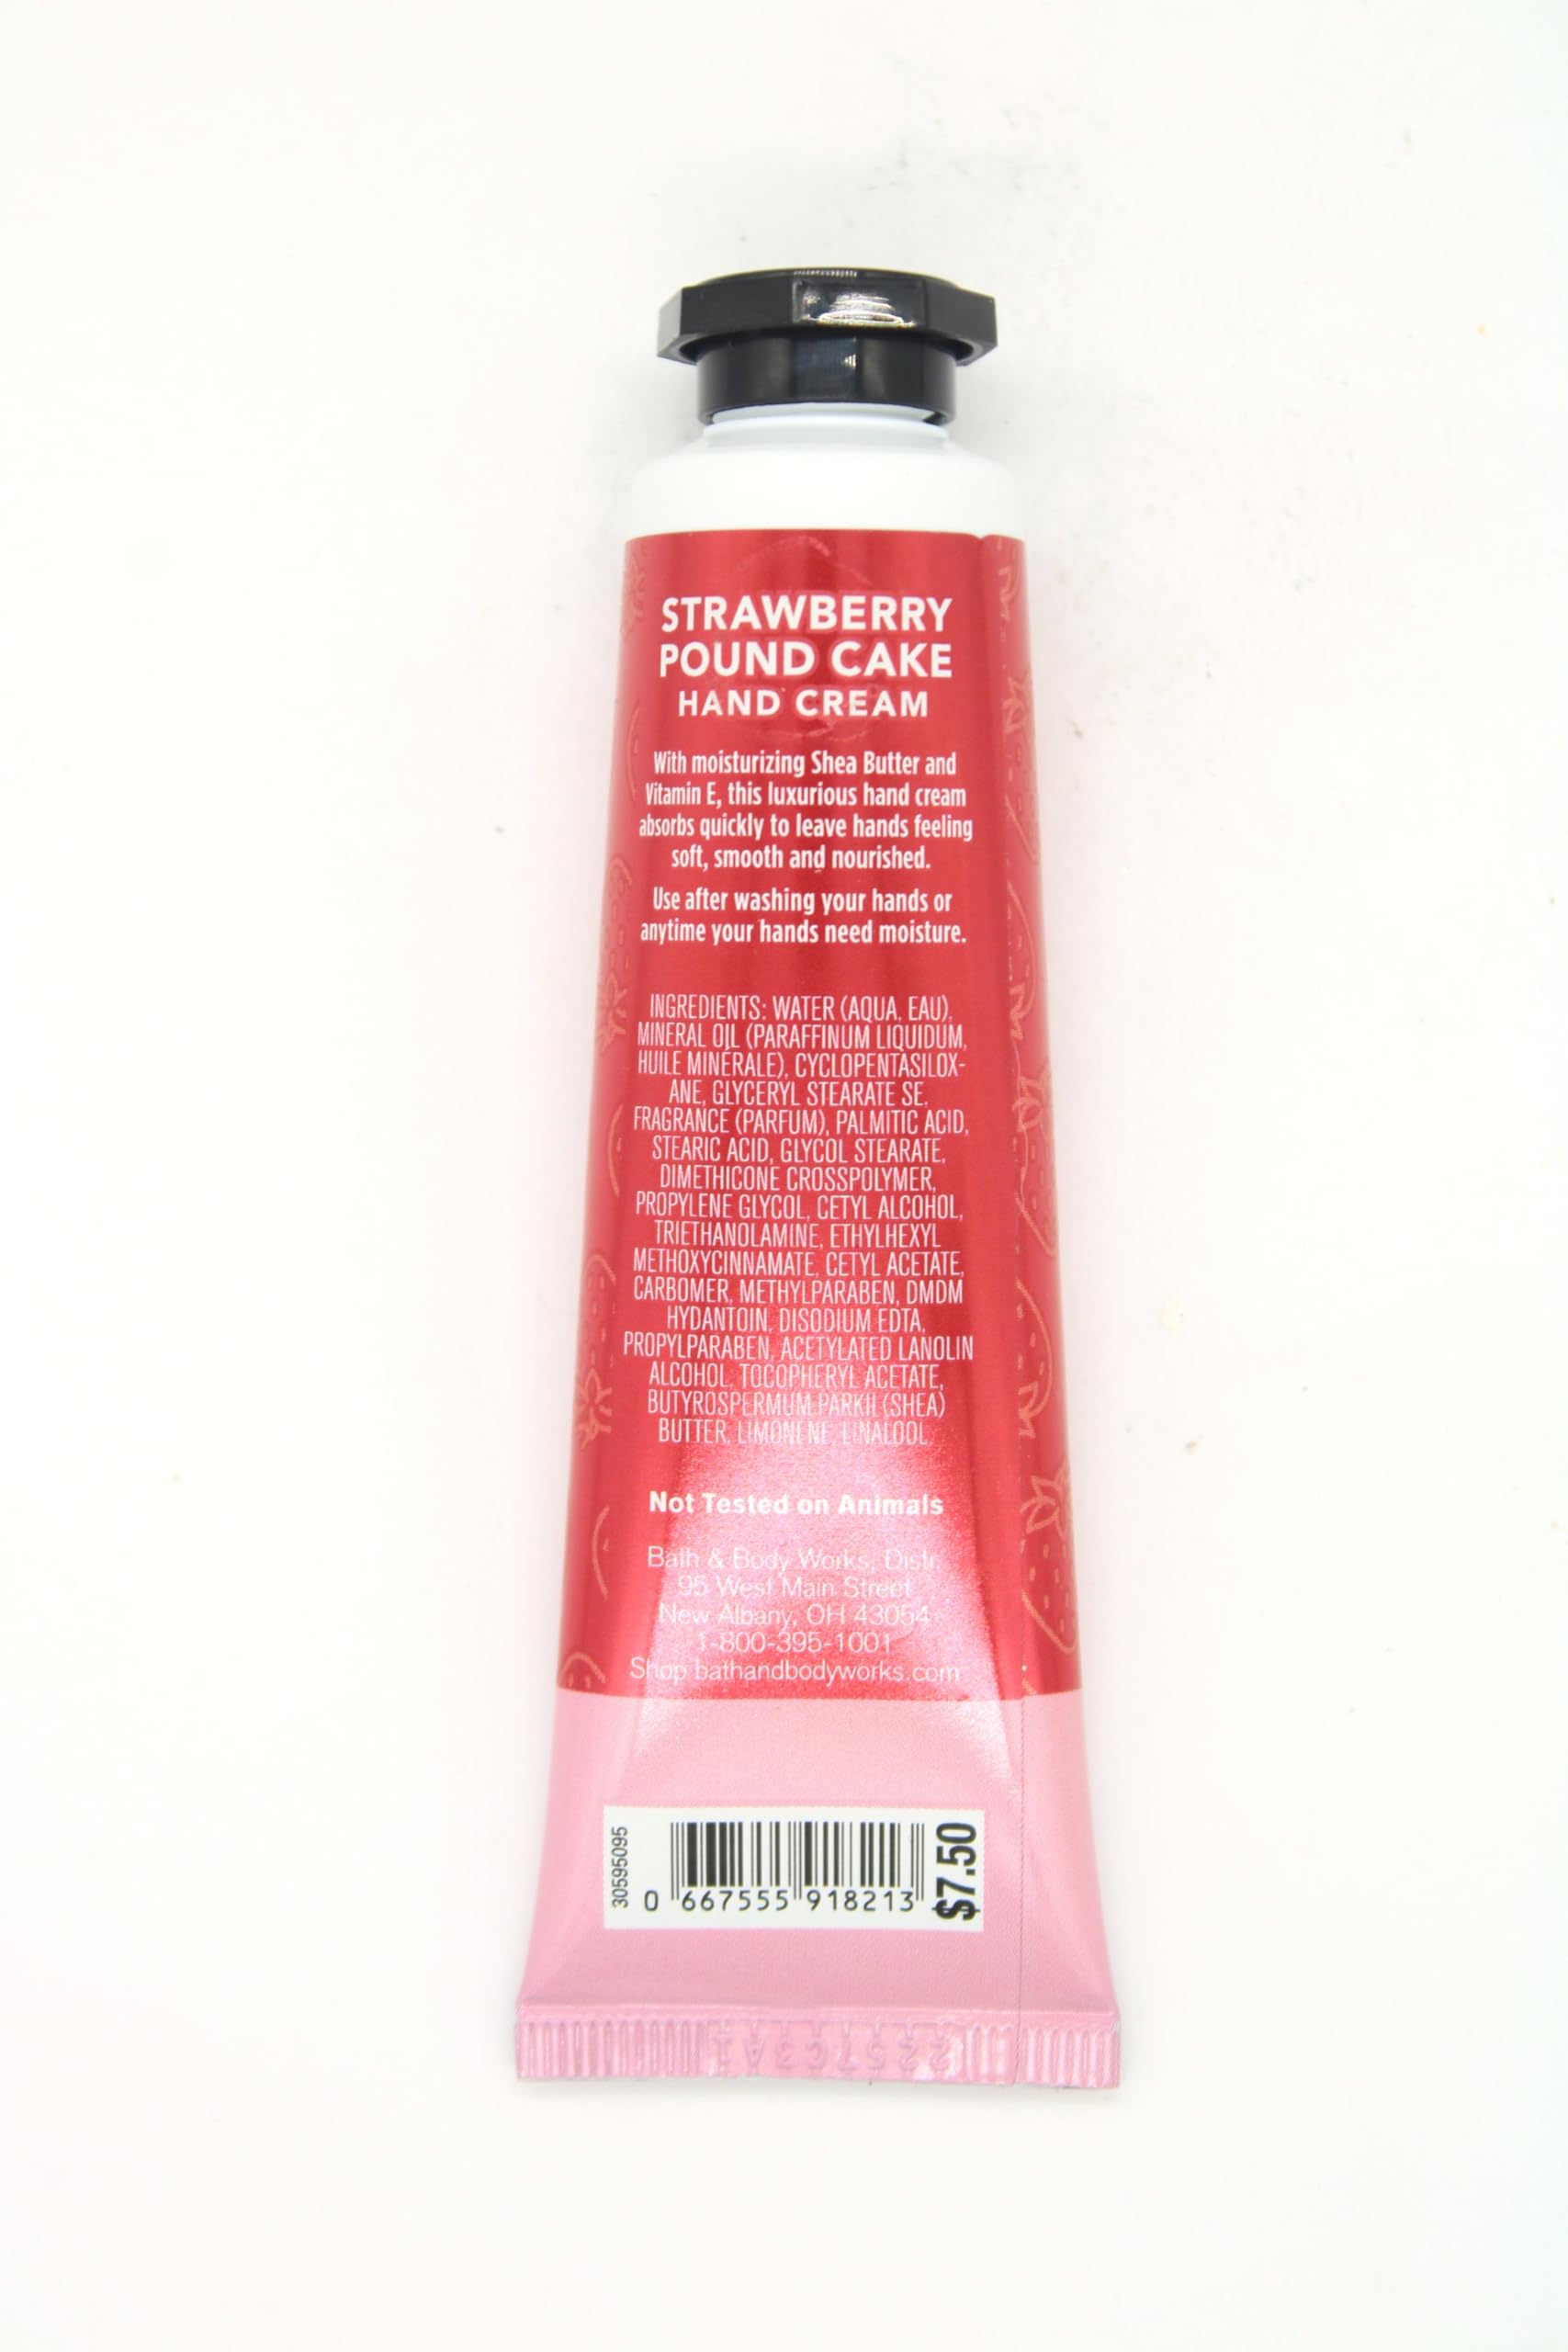 STRAWBERRY
POUND CAKE
HAND CREAM
With moisturizing Shea Butter and
Vitamin E, this luxurious hand cream
absorbs quickly to leave hands feeling
soft, smooth and nourished.
Use after washing your hands or
anytime your hands need moisture.
INGREDIENTS: WATER (AQUA, EAU),
MINERAL OIL (PARAFFINUM LIQUIDUM,
HUILE MINÉRALE), CYCLOPENTASILOX-
ANE, GLYCERYL STEARATE SE,
FRAGRANCE (PARFUM), PALMITIC ACID,
STEARIC ACID, GLYCOL STEARATE,
DIMETHICONE CROSSPOLYMER,
PROPYLENE GLYCOL, CETYL ALCOHOL,
TRIETHANOLAMINE, ETHYLHEXYL
METHOXYCINNAMATE, CETYL ACETATE,
CARBOMER, METHYLPARABEN, DMDM
HYDANTOIN, DISODIUM EDTA,
PROPYLPARABEN, ACETYLATED LANOLIN
ALCOHOL, TOCOPHERYL ACETATE,
BUTYROSPERMUM PARKII (SHEA)
BUTTER, LIMONENE, LINALOOL.
Not Tested on Animals
Bath & Body Works, Distr.
95 West Main Street
New Albany, OH 43054
1-800-395-1001
Shop bathandbodyworks.com
30595095
0 667555 918213
$7.50